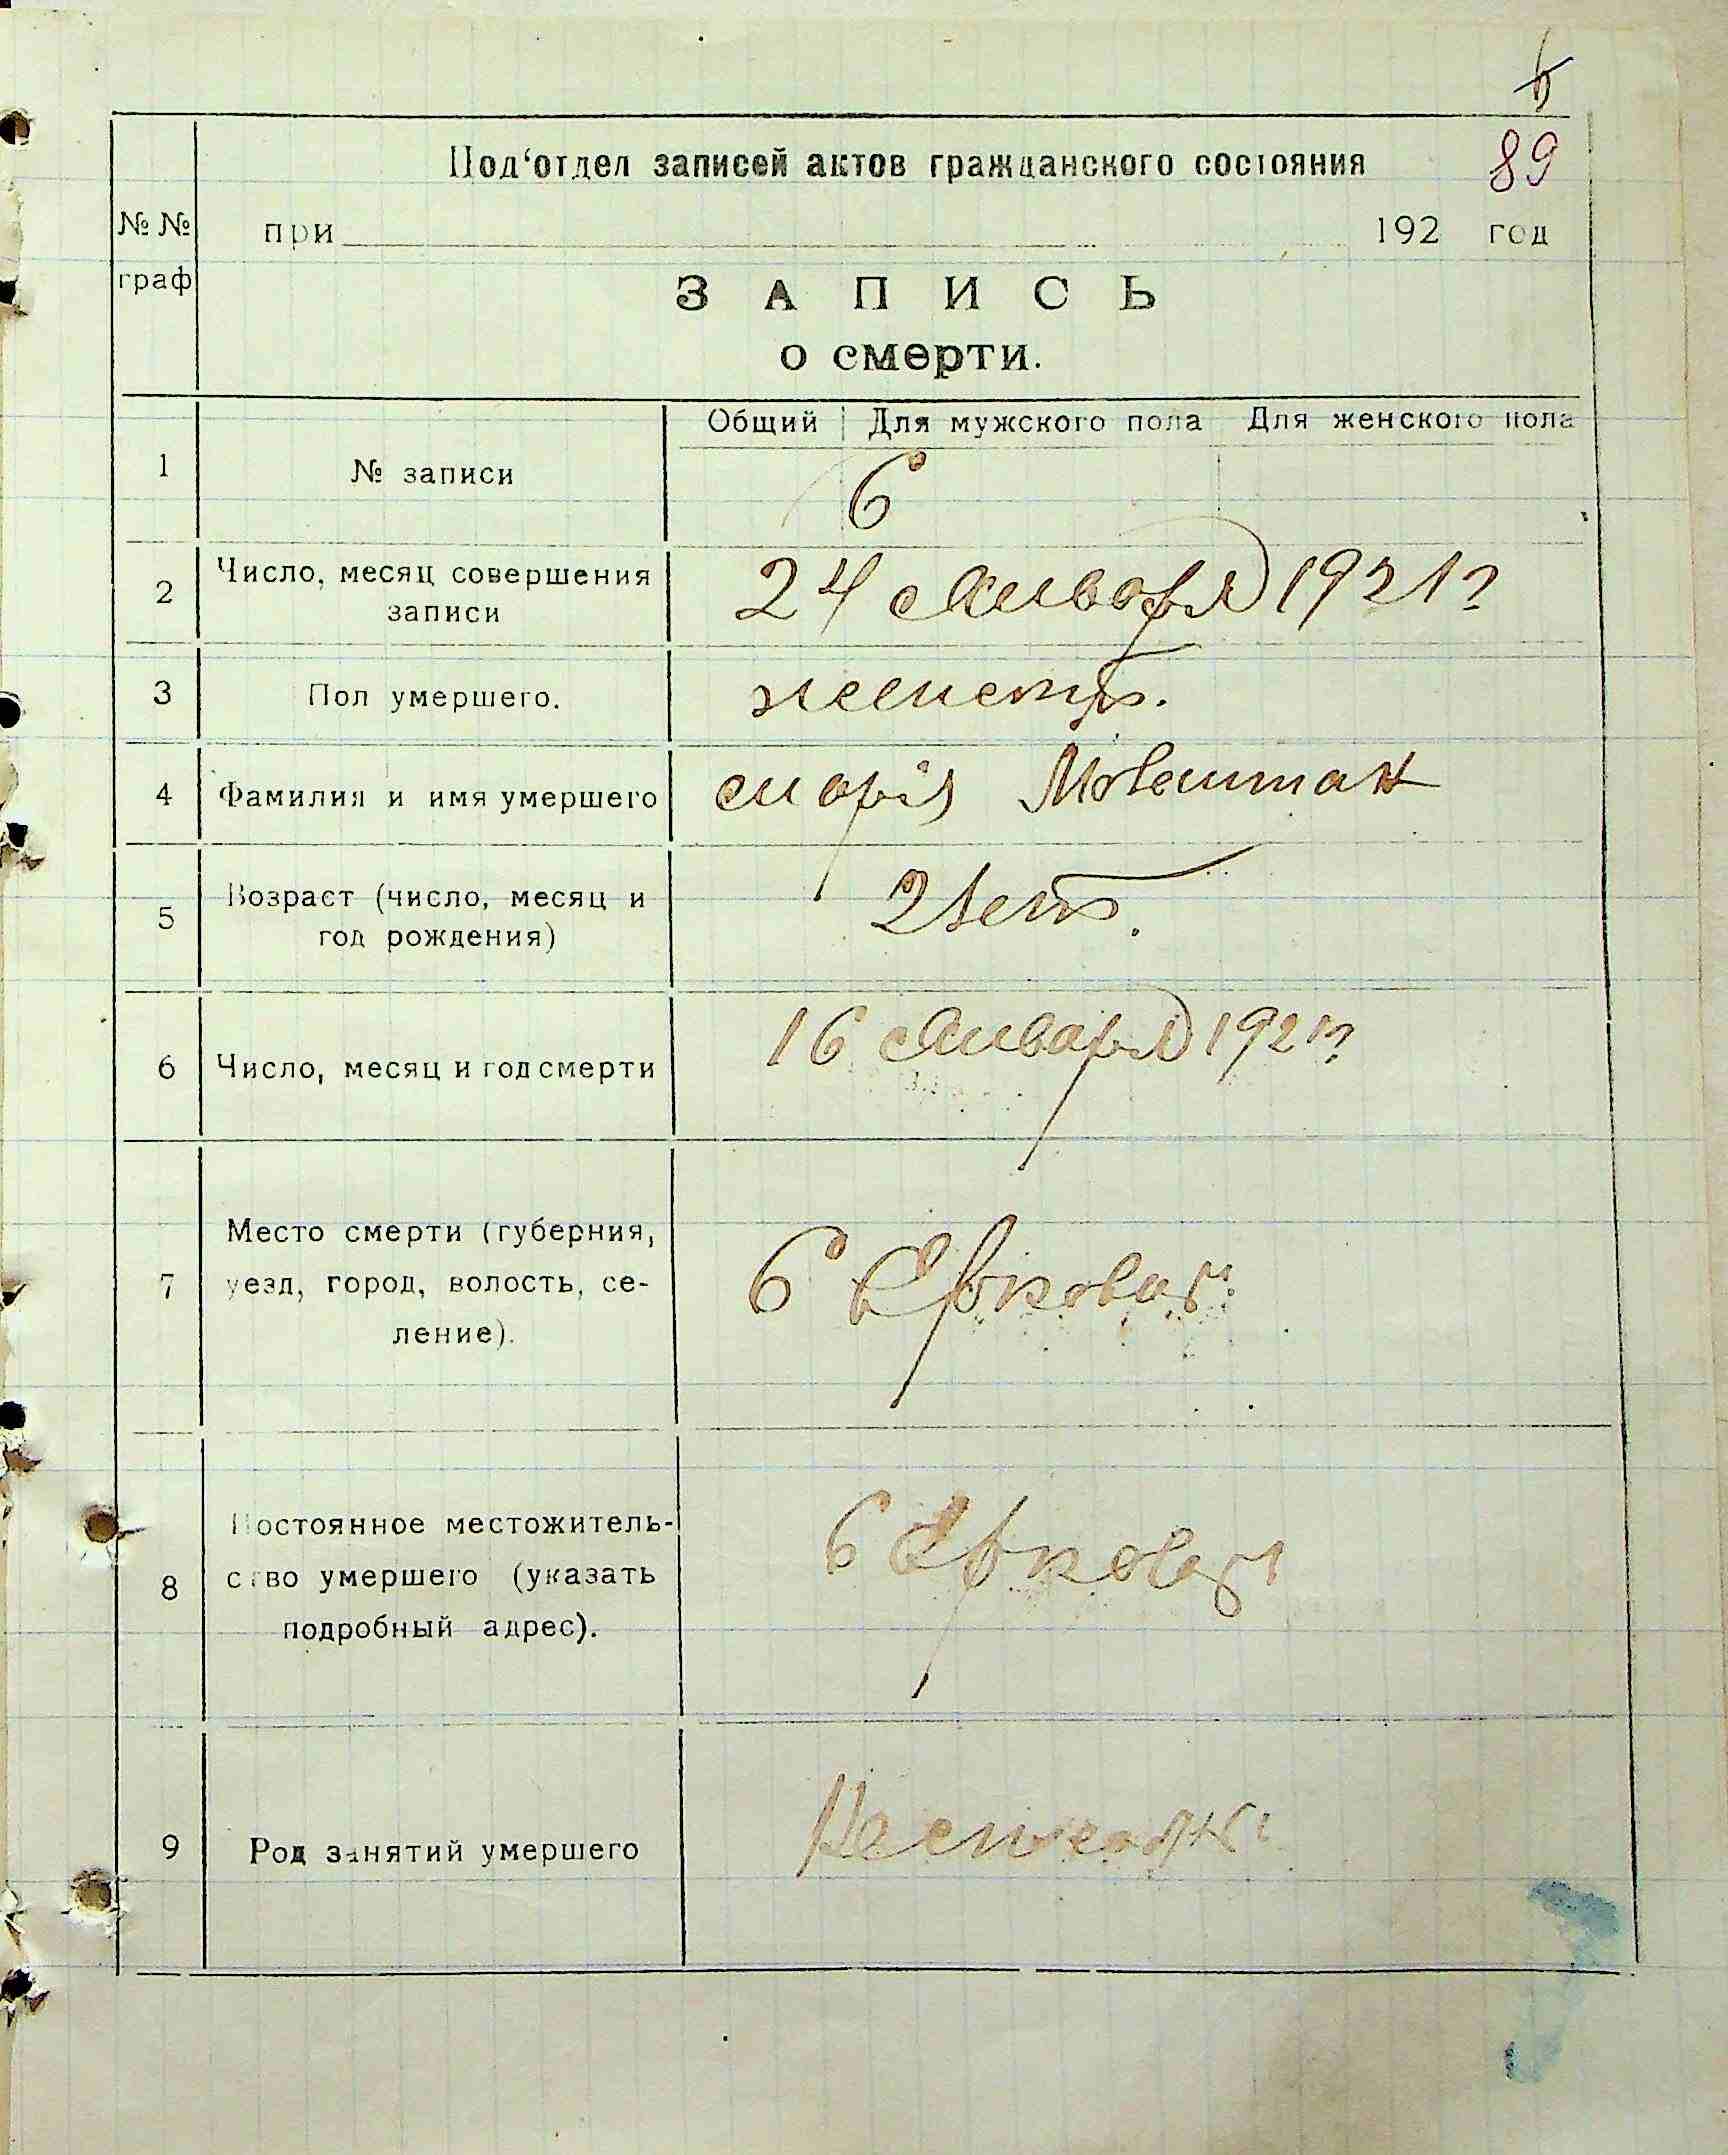 89
Под‘отдел записей актов гражданского состояния
№ № граф
при 192 год
ЗАПИСЬ
о смерти.
Общий Для мужского пола Для женского пола
1 № записи 6
2 Число, месяц совершения
записи
24 Января 1921 г
3 Пол умершего.
4 Фамилия и имя умершего марія
5 Возраст (число, месяц и
год рождения)
2 лет.
6 Число, месяц и год смерти 16 Января 1921 г
7 Место смерти (губерния,
уезд, город, волость, се-
ление).
8 Постоянное местожитель-
ство умершего (указать
подробный адрес).
9 Род занятий умершего